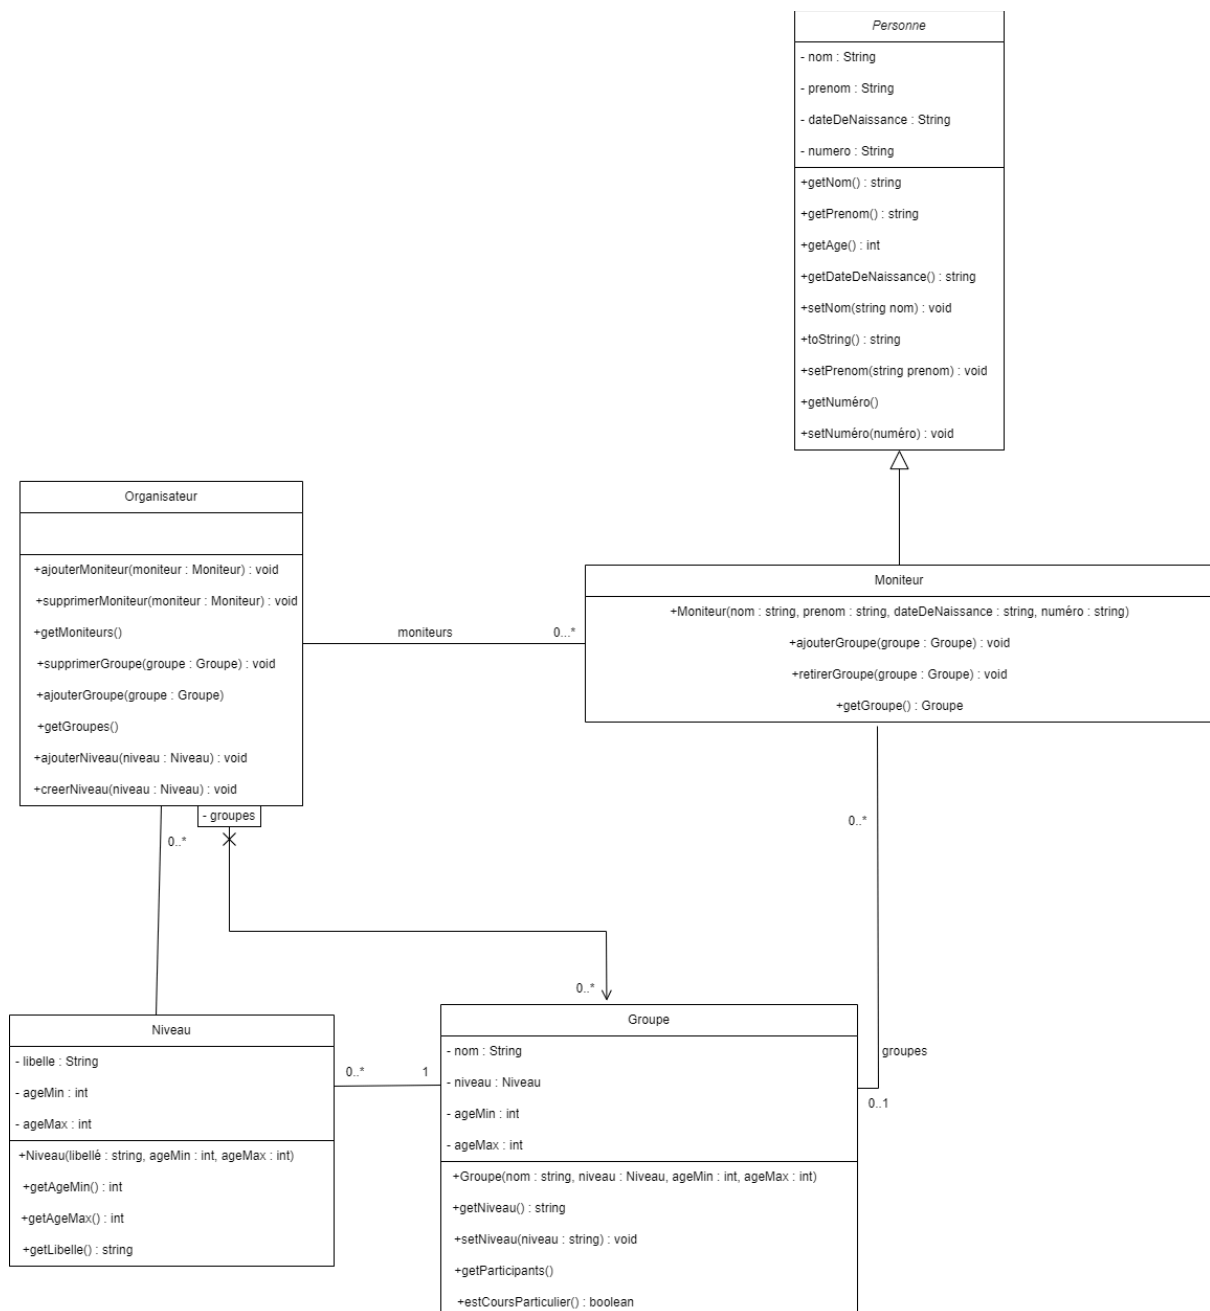 Personne
- nom : String
- prenom : String
- dateDeNaissance : String
- numero : String
+getNom() : string
+getPrenom() : string
+getAge() : int
+getDateDeNaissance() : string
+setNom(string nom) : void
+toString() : string
+setPrenom(string prenom) : void
+getNuméro()
+setNuméro(numéro) : void
Organisateur
+ajouterMoniteur(moniteur : Moniteur) : void
+supprimerMoniteur(moniteur : Moniteur) : void
+getMoniteurs()
+supprimerGroupe(groupe : Groupe) : void
+ajouterGroupe(groupe : Groupe)
+getGroupes()
+ajouterNiveau(niveau : Niveau) : void
+creerNiveau(niveau : Niveau) : void
- groupes
moniteurs
0...*
Moniteur
+Moniteur(nom : string, prenom : string, dateDeNaissance : string, numéro : string)
+ajouterGroupe(groupe : Groupe) : void
+retirerGroupe(groupe : Groupe) : void
+getGroupe() : Groupe
0..*
0..*
0..*
groupes
0..1
Niveau
- libelle : String
- ageMin : int
- ageMax : int
+Niveau(libellé : string, ageMin : int, ageMax : int)
+getAgeMin() : int
+getAgeMax() : int
+getLibelle() : string
0..*
1
Groupe
- nom : String
- niveau : Niveau
- ageMin : int
- ageMax : int
+Groupe(nom : string, niveau : Niveau, ageMin : int, ageMax : int)
+getNiveau() : string
+setNiveau(niveau : string) : void
+getParticipants()
+estCoursParticulier() : boolean